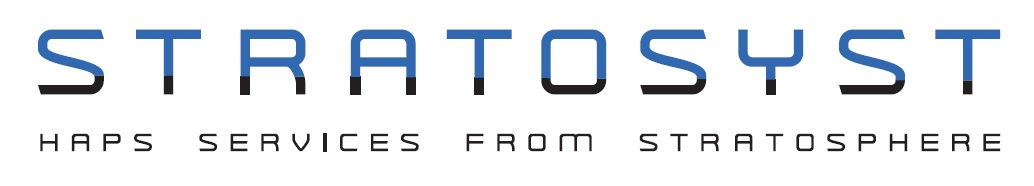 STRATOSYST
HAPS SERVICES FROM STRATOSPHERE